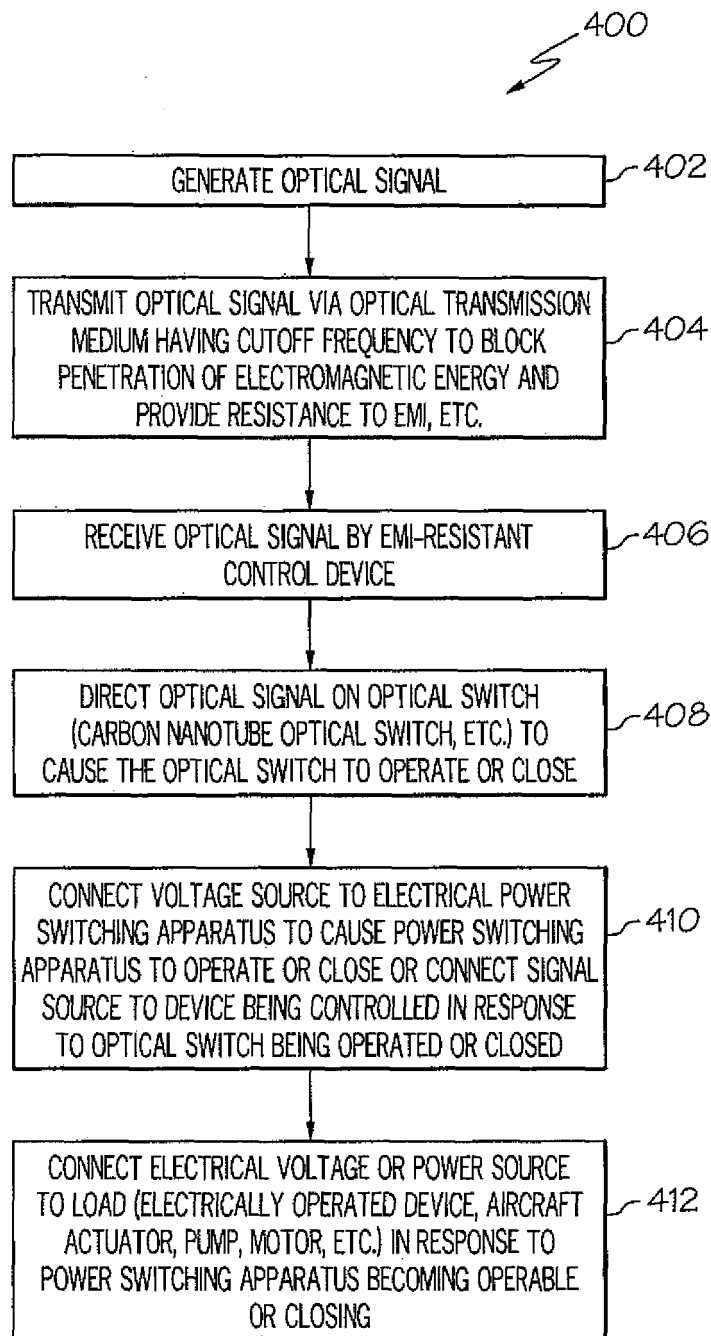 400
GENERATE OPTICAL SIGNAL
402
TRANSMIT OPTICAL SIGNAL VIA OPTICAL TRANSMISSION
MEDIUM HAVING CUTOFF FREQUENCY TO BLOCK
PENETRATION OF ELECTROMAGNETIC ENERGY AND
PROVIDE RESISTANCE TO EMI, ETC.
404
RECEIVE OPTICAL SIGNAL BY EMI-RESISTANT
CONTROL DEVICE
406
DIRECT OPTICAL SIGNAL ON OPTICAL SWITCH
(CARBON NANOTUBE OPTICAL SWITCH, ETC.) TO
CAUSE THE OPTICAL SWITCH TO OPERATE OR CLOSE
408
CONNECT VOLTAGE SOURCE TO ELECTRICAL POWER
SWITCHING APPARATUS TO CAUSE POWER SWITCHING
APPARATUS TO OPERATE OR CLOSE OR CONNECT SIGNAL
SOURCE TO DEVICE BEING CONTROLLED IN RESPONSE
TO OPTICAL SWITCH BEING OPERATED OR CLOSED
410
CONNECT ELECTRICAL VOLTAGE OR POWER SOURCE
TO LOAD (ELECTRICALLY OPERATED DEVICE, AIRCRAFT
ACTUATOR, PUMP, MOTOR, ETC.) IN RESPONSE TO
POWER SWITCHING APPARATUS BECOMING OPERABLE
OR CLOSING
412